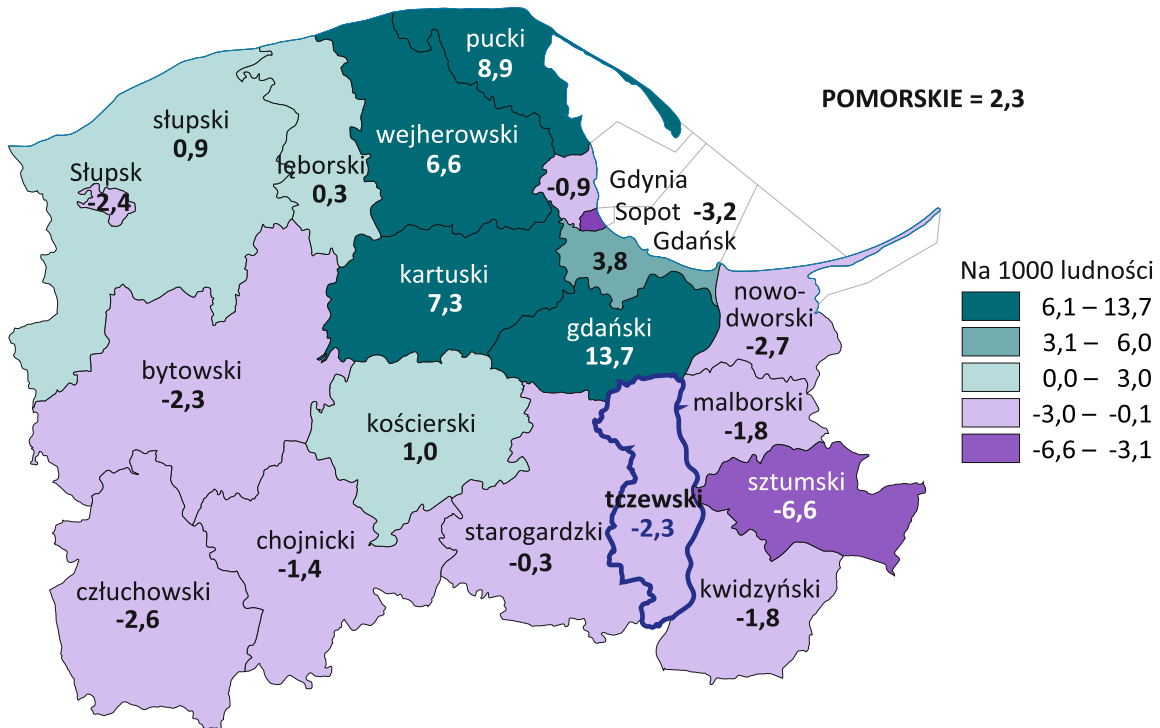 pucki
8,9
POMORSKIE = 2,3
słupski
0,9
wejherowski
6,6
lęborski
0,3
Słupsk
-2,4
-0,9
Gdynia
Sopot -3,2
Gdańsk
3,8
kartuski
7,3
nowo-
dworski
-2,7
gdański
13,7
bytowski
-2,3
kościerski
1,0
malborski
-1,8
tczewski
-2,3
sztumski
-6,6
starogardzki
-0,3
chojnicki
-1,4
człuchowski
-2,6
kwidzyński
-1,8
Na 1000 ludności
6,1 – 13,7
3,1 – 6,0
0,0 – 3,0
-3,0 – -0,1
-6,6 – -3,1